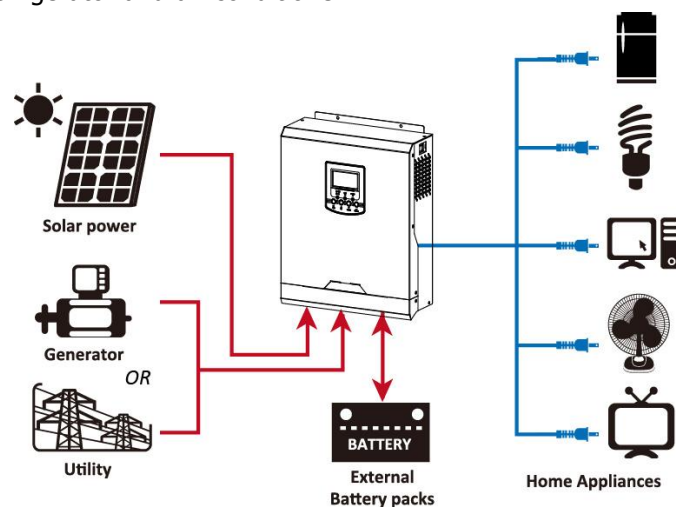 Solar power
Generator
OR
Utility
BATTERY
External
Battery packs
Home Appliances